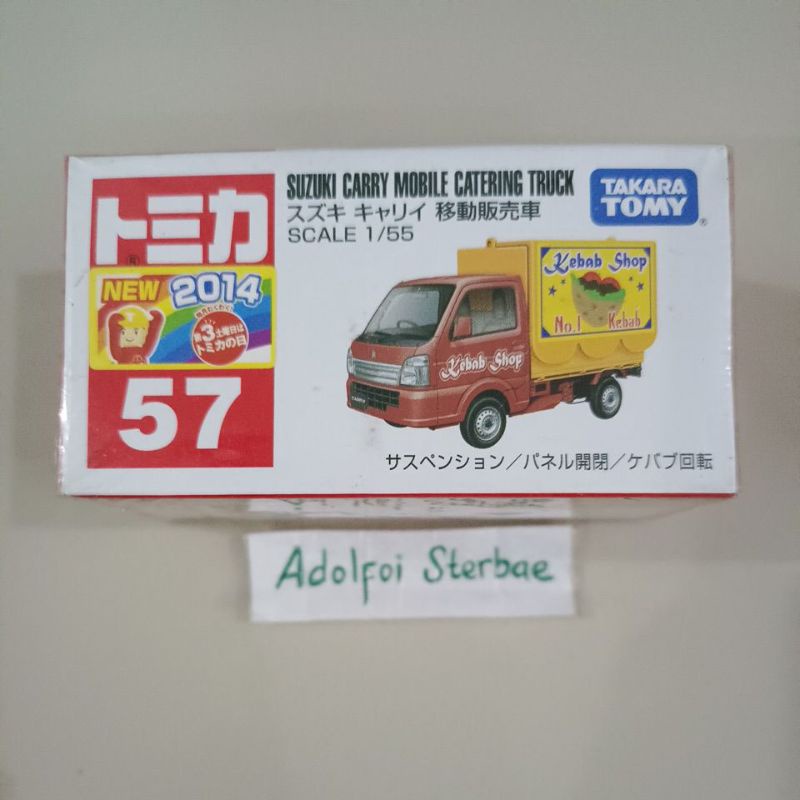 トミカ
NEW 2014
第3土曜日は
トミカの日
57
SUZUKI CARRY MOBILE CATERING TRUCK
スズキ キャリイ 移動販売車
SCALE 1/55
TAKARA
TOMY
Kebab Shop
No.1 Kebab
Kebab Shop
CARRY
サスペンション/パネル開閉/ケバブ回転
Adolfoi Sterbae